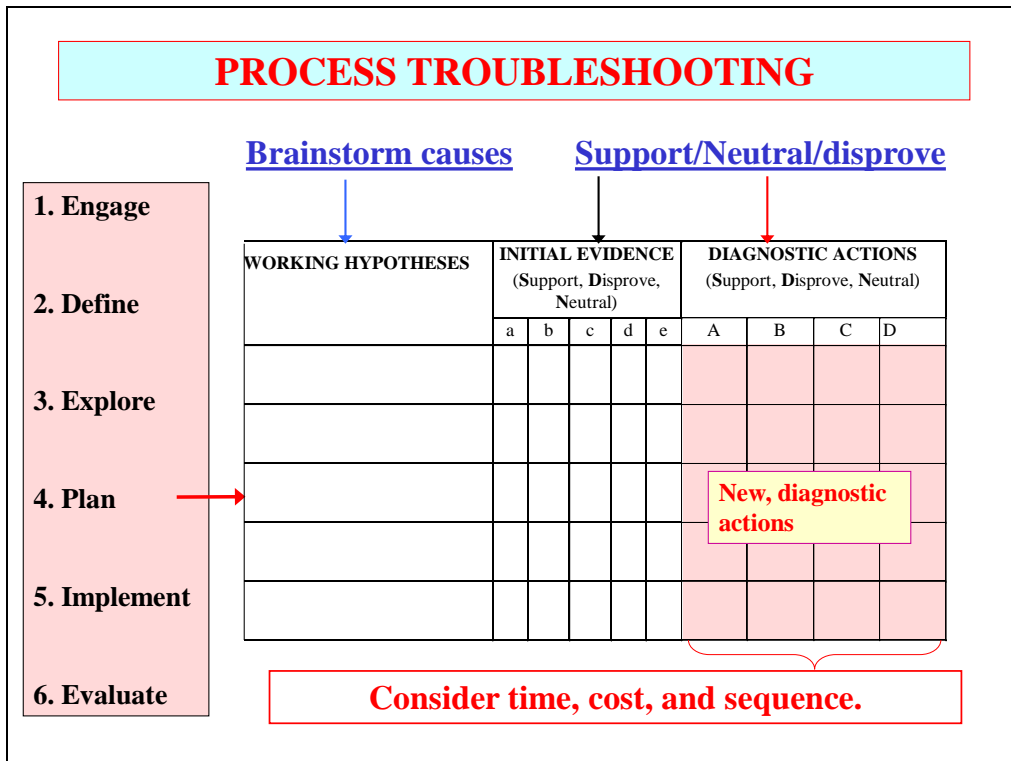 PROCESS TROUBLESHOOTING
Brainstorm causes
Support/Neutral/disprove
1. Engage
2. Define
3. Explore
4. Plan
5. Implement
6. Evaluate
WORKING HYPOTHESES
INITIAL EVIDENCE
(Support, Disprove,
Neutral)
DIAGNOSTIC ACTIONS
(Support, Disprove, Neutral)
a b c d e A B C D
New, diagnostic
actions
Consider time, cost, and sequence.